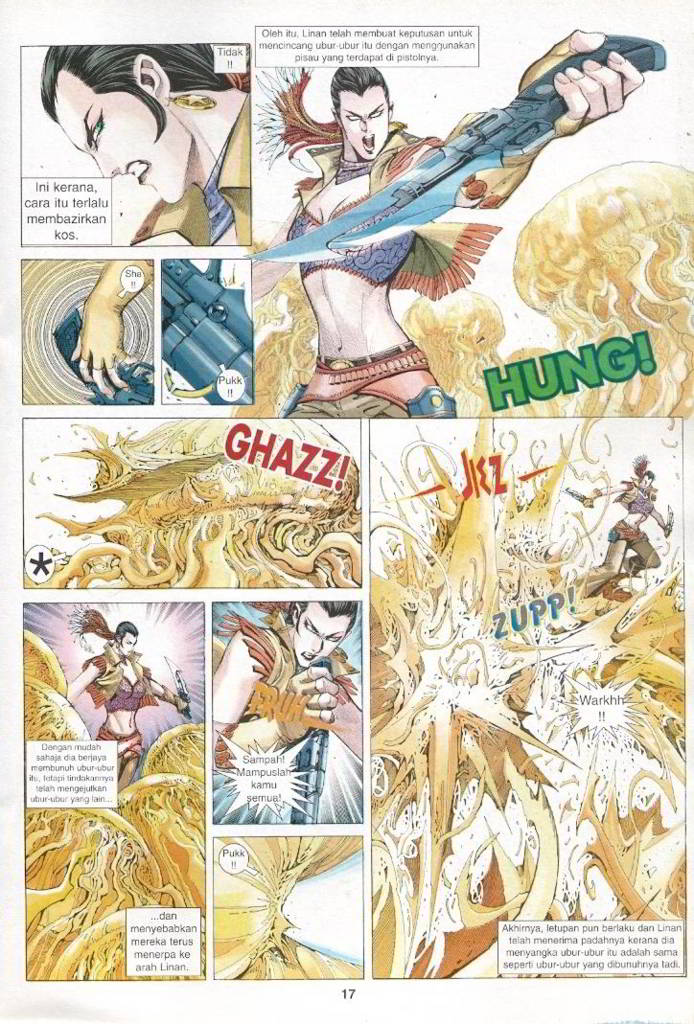 Tidak
!!
Ini kerana,
cara itu terlalu
membazirkan
kos.
Oleh itu, Linan telah membuat keputusan untuk
mencincang ubur-ubur itu dengan menggunakan
pisau yang terdapat di pistolnya.
Sha
!!
Pukk
!!
HUNG!
GHAZZ!
*
JIEZ
ZUPP!
Warkhh
!!
Dengan mudah
sahaja dia berjaya
membunuh ubur-ubur
itu, tetapi tindakannya
telah mengejutkan
ubur-ubur yang lain...
Sampah!
Mampuslah
kamu
semua!
...dan
menyebabkan
mereka terus
menerpa ke
arah Linan.
Pukk
!!
Akhirnya, letupan pun berlaku dan Linan
telah menerima padahnya kerana dia
menyangka ubur-ubur itu adalah sama
seperti ubur-ubur yang dibunuhnya tadi.
17